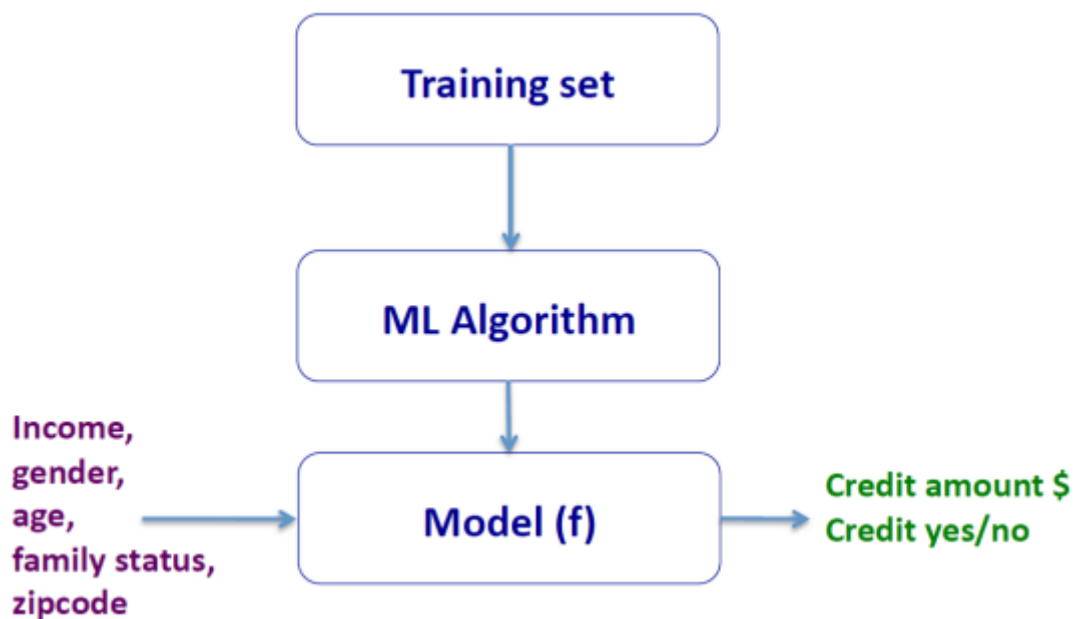 Training set
ML Algorithm
Income,
gender,
age,
family status,
zipcode
Model (f)
Credit amount $
Credit yes/no